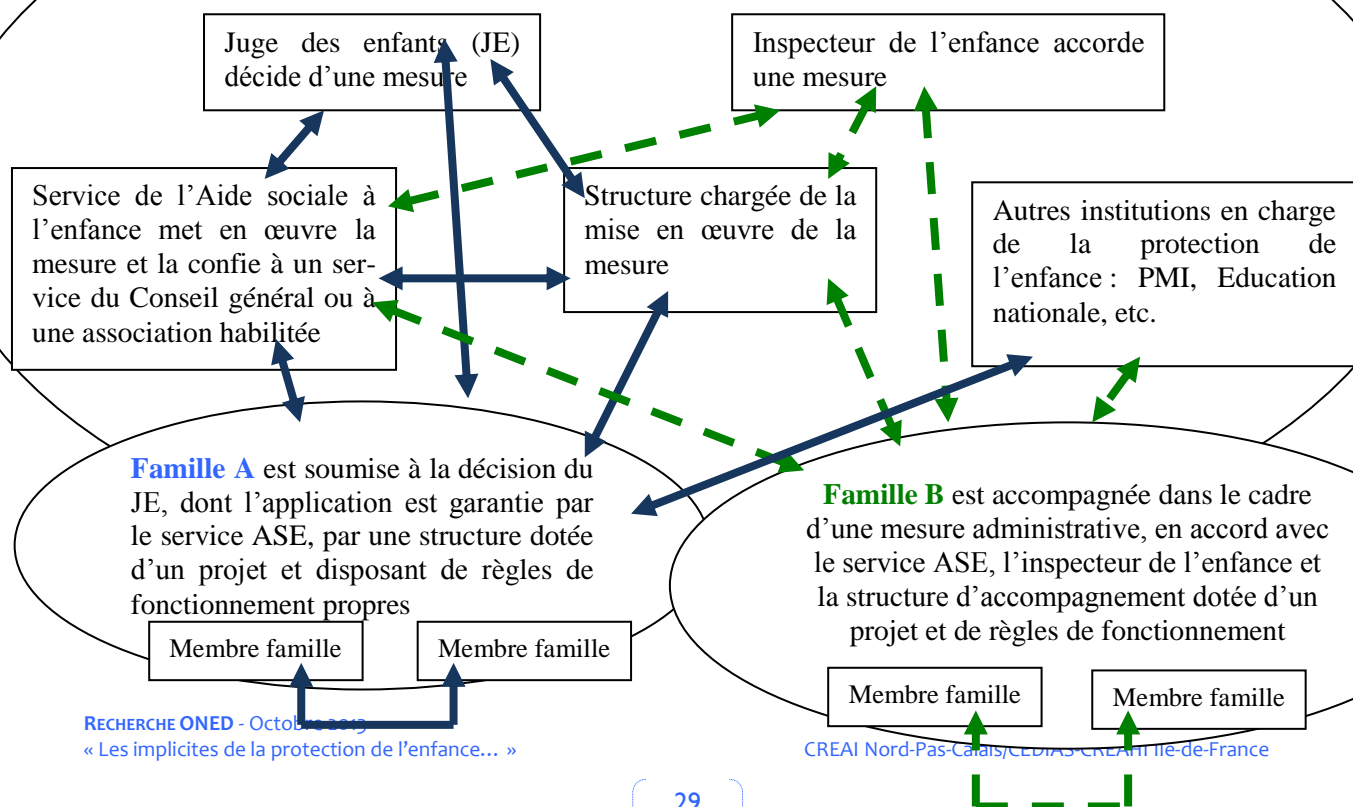 Juge des enfants (JE)
décide d’une mesure
Inspecteur de l’enfance accorde
une mesure
Service de l’Aide sociale à
l’enfance met en œuvre la
mesure et la confie à un ser-
vice du Conseil général ou à
une association habilitée
Structure chargée de la
mise en œuvre de la
mesure
Autres institutions en charge
de la protection de
l’enfance : PMI, Education
nationale, etc.
Famille A est soumise à la décision du
JE, dont l’application est garantie par
le service ASE, par une structure dotée
d’un projet et disposant de règles de
fonctionnement propres
Membre famille
Membre famille
Famille B est accompagnée dans le cadre
d’une mesure administrative, en accord avec
le service ASE, l’inspecteur de l’enfance et
la structure d’accompagnement dotée d’un
projet et de règles de fonctionnement
Membre famille
Membre famille
RECHERCHE ONED - Octobre 2013
« Les implicites de la protection de l’enfance… »
CREAI Nord-Pas-Calais/CEDIAS-CREAHI Ile-de-France
29